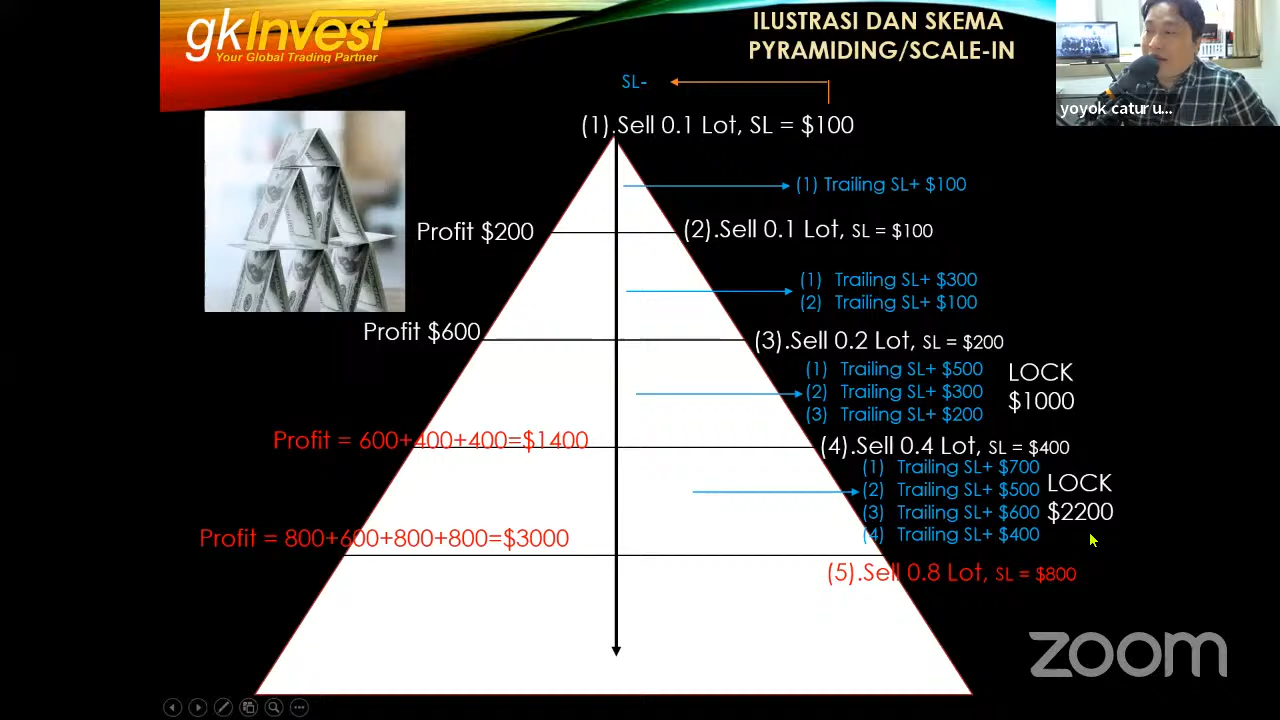 gkInvest
Your Global Trading Partner
ILUSTRASI DAN SKEMA
PYRAMIDING/SCALE-IN
yoyok catur u...
SL-
(1).Sell 0.1 Lot, SL = $100
(1) Trailing SL+ $100
Profit $200
(2).Sell 0.1 Lot, SL = $100
(1) Trailing SL+ $300
(2) Trailing SL+ $100
Profit $600
(3).Sell 0.2 Lot, SL = $200
(1) Trailing SL+ $500
(2) Trailing SL+ $300
(3) Trailing SL+ $200
LOCK
$1000
Profit = 600+400+400=$1400
(4).Sell 0.4 Lot, SL = $400
(1) Trailing SL+ $700
(2) Trailing SL+ $500
(3) Trailing SL+ $600
(4) Trailing SL+ $400
LOCK
$2200
Profit = 800+600+800+800=$3000
(5).Sell 0.8 Lot, SL = $800
zoom